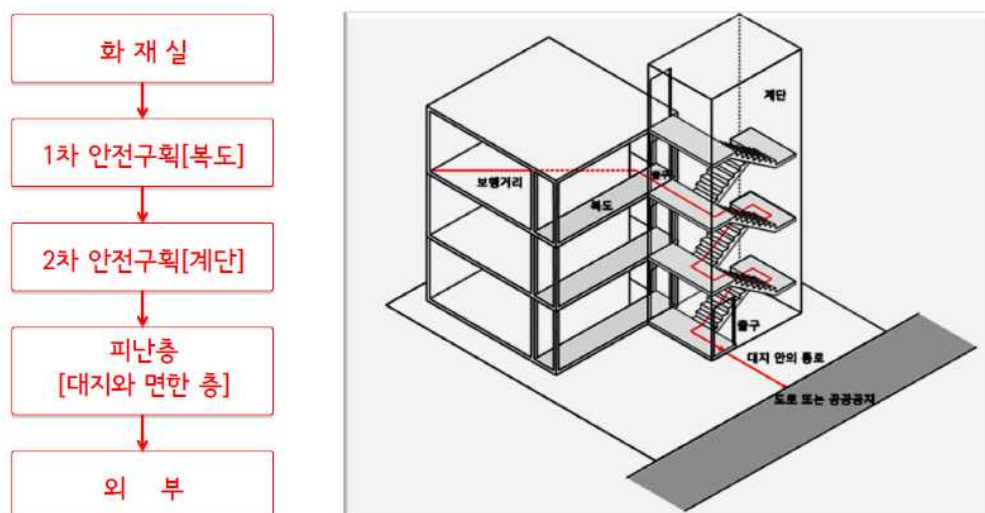 화 재 실
1차 안전구획[복도]
2차 안전구획[계단]
피난층
[대지와 면한 층]
외 부
계단
보행거리
출구
복도
출구
대지 안의 통로
도로 또는 공공공지